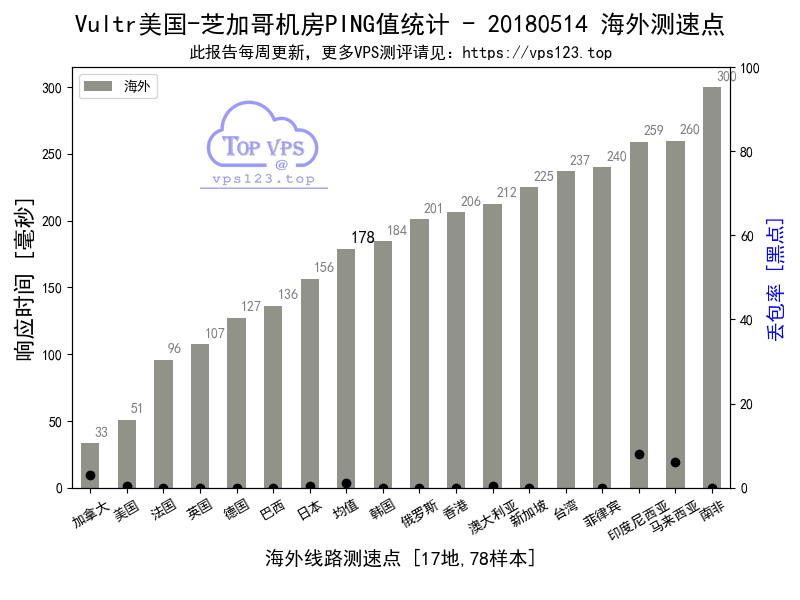 Vultr美国-芝加哥机房PING值统计 - 20180514 海外测速点
此报告每周更新，更多VPS测评请见：https://vps123.top
海外
TOP VPS
@
vps123.top
响应时间 [毫秒]
丢包率 [黑点]
300
250
200
150
100
50
0
100
80
60
40
20
0
33
51
96
107
127
136
156
178
184
201
206
212
225
237
240
259
260
300
加拿大
美国
法国
英国
德国
巴西
日本
均值
韩国
俄罗斯
香港
澳大利亚
新加坡
台湾
菲律宾
印度尼西亚
马来西亚
南非
海外线路测速点 [17地,78样本]